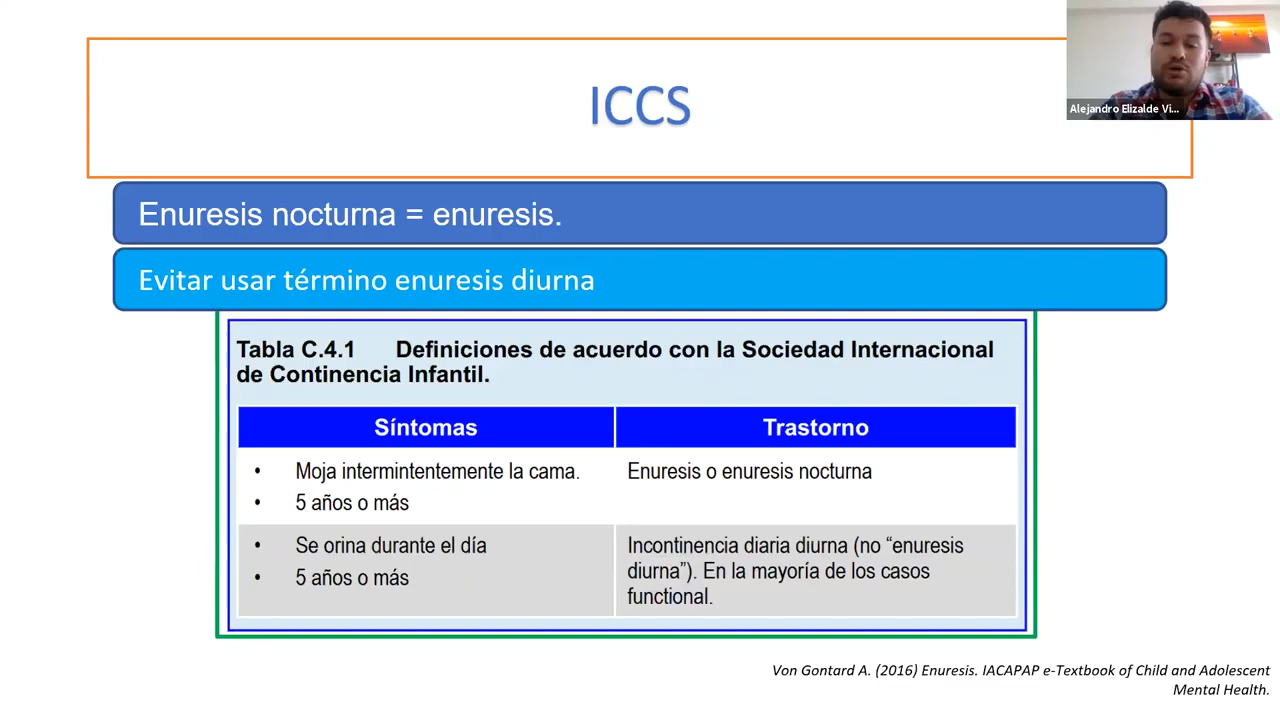 ICCS
Alejandro Elizalde Vi...
Enuresis nocturna = enuresis.
Evitar usar término enuresis diurna
Tabla C.4.1 Definiciones de acuerdo con la Sociedad Internacional
de Continencia Infantil.
Síntomas Trastorno
• Moja intermintentemente la cama. Enuresis o enuresis nocturna
• 5 años o más
• Se orina durante el día Incontinencia diaria diurna (no “enuresis
• 5 años o más diurna”). En la mayoría de los casos
functional.
Von Gontard A. (2016) Enuresis. IACAPAP e-Textbook of Child and Adolescent
Mental Health.